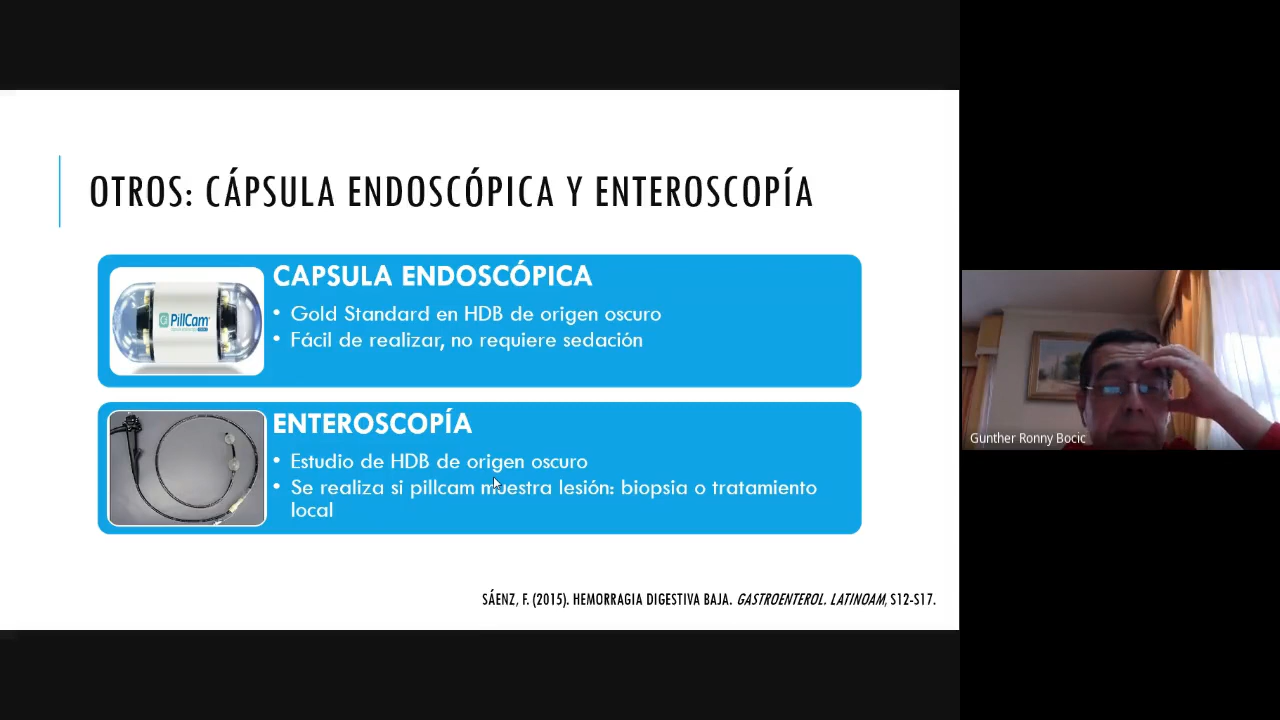 OTROS: CÁPSULA ENDOSCÓPICA Y ENTEROSCOPÍA
CAPSULA ENDOSCÓPICA
• Gold Standard en HDB de origen oscuro
• Fácil de realizar, no requiere sedación
PillCam
ENTEROSCOPÍA
• Estudio de HDB de origen oscuro
• Se realiza si pillcam muestra lesión: biopsia o tratamiento
local
SÁENZ, F. (2015). HEMORRAGIA DIGESTIVA BAJA. GASTROENTEROL. LATINOAM, S12-S17.
Gunther Ronny Bocic